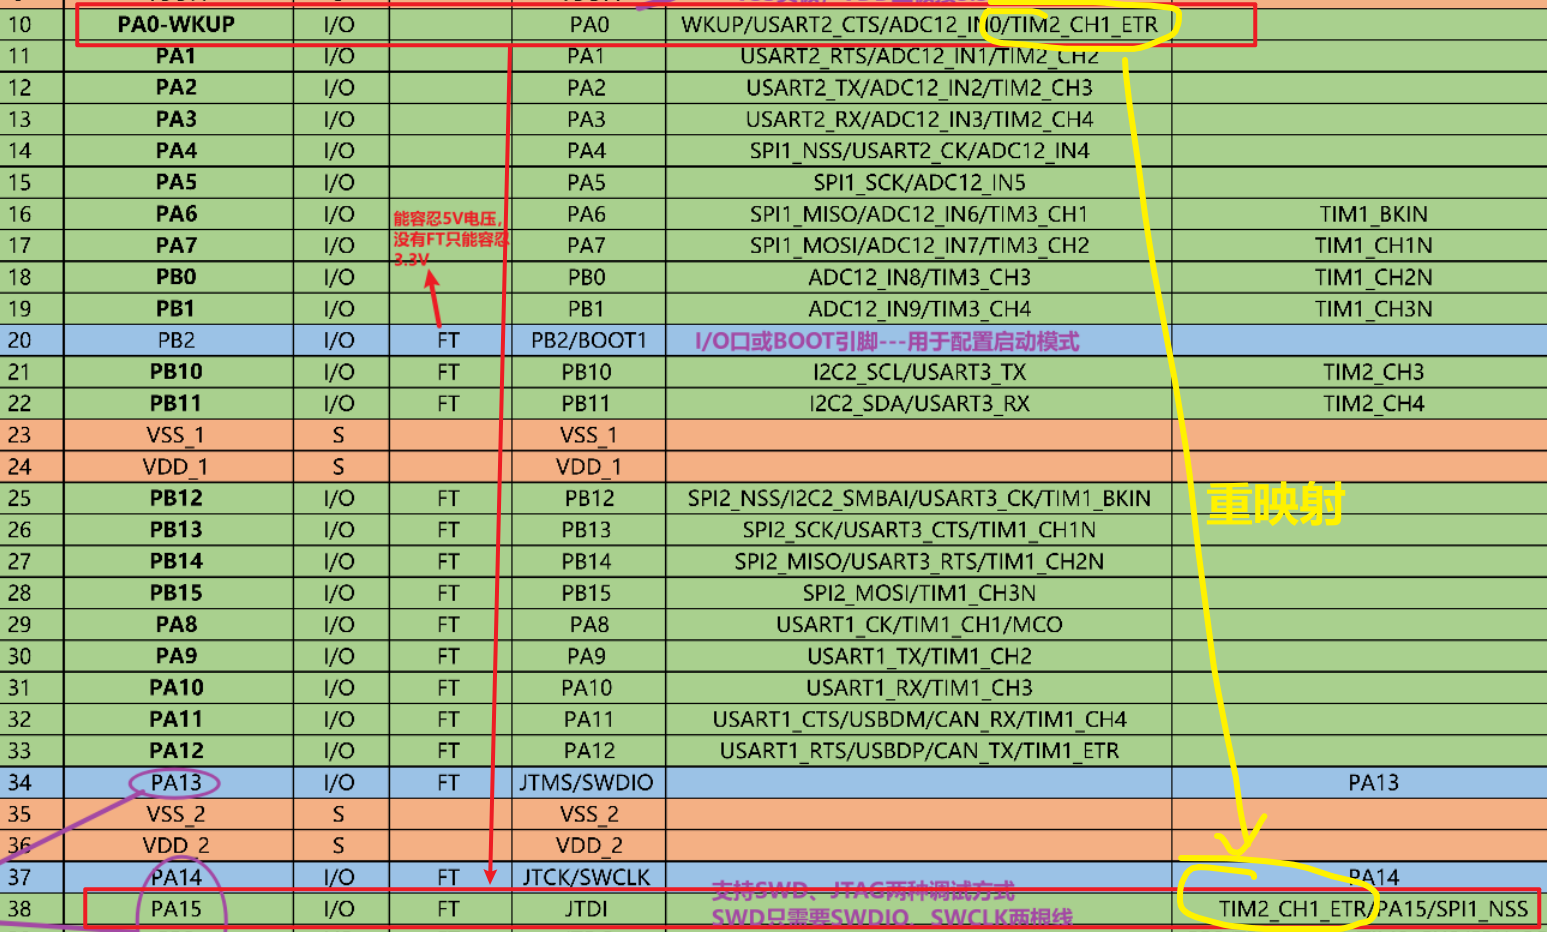 10 PA0-WKUP I/O PA0 WKUP/USART2_CTS/ADC12_IN0/TIM2_CH1_ETR
11 PA1 I/O PA1 USART2_RTS/ADC12_IN1/TIM2_CH2
12 PA2 I/O PA2 USART2_TX/ADC12_IN2/TIM2_CH3
13 PA3 I/O PA3 USART2_RX/ADC12_IN3/TIM2_CH4
14 PA4 I/O PA4 SPI1_NSS/USART2_CK/ADC12_IN4
15 PA5 I/O PA5 SPI1_SCK/ADC12_IN5
16 PA6 I/O PA6 SPI1_MISO/ADC12_IN6/TIM3_CH1 TIM1_BKIN
17 PA7 I/O PA7 SPI1_MOSI/ADC12_IN7/TIM3_CH2 TIM1_CH1N
能容忍5V电压，
没有FT只能容忍
3.3V
18 PB0 I/O PB0 ADC12_IN8/TIM3_CH3 TIM1_CH2N
19 PB1 I/O PB1 ADC12_IN9/TIM3_CH4 TIM1_CH3N
20 PB2 I/O FT PB2/BOOT1 I/O口或BOOT引脚---用于配置启动模式
21 PB10 I/O FT PB10 I2C2_SCL/USART3_TX TIM2_CH3
22 PB11 I/O FT PB11 I2C2_SDA/USART3_RX TIM2_CH4
23 VSS_1 S VSS_1
24 VDD_1 S VDD_1
25 PB12 I/O FT PB12 SPI2_NSS/I2C2_SMBAI/USART3_CK/TIM1_BKIN
重映射
26 PB13 I/O FT PB13 SPI2_SCK/USART3_CTS/TIM1_CH1N
27 PB14 I/O FT PB14 SPI2_MISO/USART3_RTS/TIM1_CH2N
28 PB15 I/O FT PB15 SPI2_MOSI/TIM1_CH3N
29 PA8 I/O FT PA8 USART1_CK/TIM1_CH1/MCO
30 PA9 I/O FT PA9 USART1_TX/TIM1_CH2
31 PA10 I/O FT PA10 USART1_RX/TIM1_CH3
32 PA11 I/O FT PA11 USART1_CTS/USBDM/CAN_RX/TIM1_CH4
33 PA12 I/O FT PA12 USART1_RTS/USBDP/CAN_TX/TIM1_ETR
34 PA13 I/O FT JTMS/SWDIO PA13
35 VSS_2 S VSS_2
36 VDD_2 S VDD_2
37 PA14 I/O FT JTCK/SWCLK PA14
支持SWD、JTAG两种调试方式
38 PA15 I/O FT JTDI TIM2_CH1_ETR/PA15/SPI1_NSS
SWD只需要SWDIO、SWCLK两根线